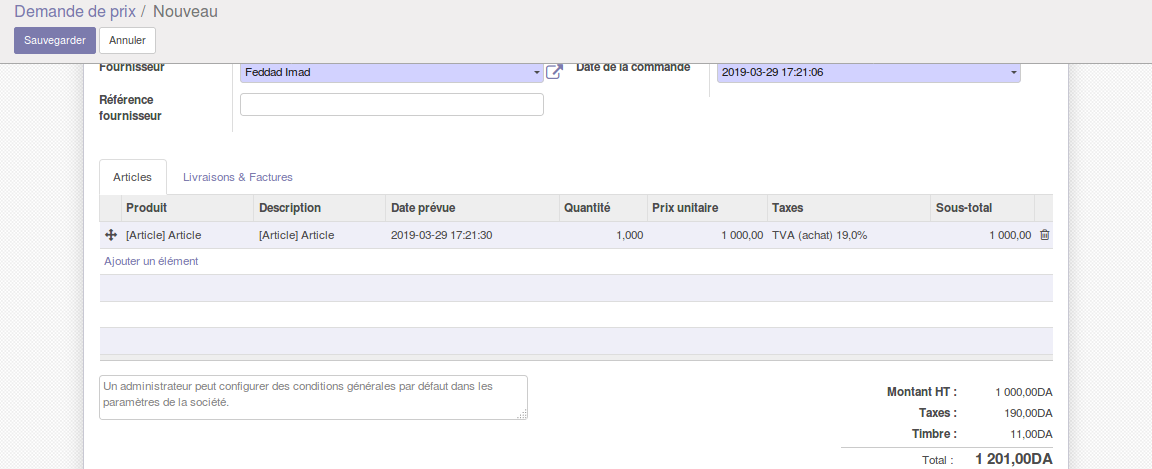 Demande de prix / Nouveau
Sauvegarder Annuler
Fournisseur Feddad Imad Date de la commande 2019-03-29 17:21:06
Référence
fournisseur
Articles Livraisons & Factures
Produit Description Date prévue Quantité Prix unitaire Taxes Sous-total
[Article] Article [Article] Article 2019-03-29 17:21:30 1,000 1 000,00 TVA (achat) 19,0% 1 000,00
Ajouter un élément
Un administrateur peut configurer des conditions générales par défaut dans les
paramètres de la société.
Montant HT : 1 000,00DA
Taxes : 190,00DA
Timbre : 11,00DA
Total : 1 201,00DA